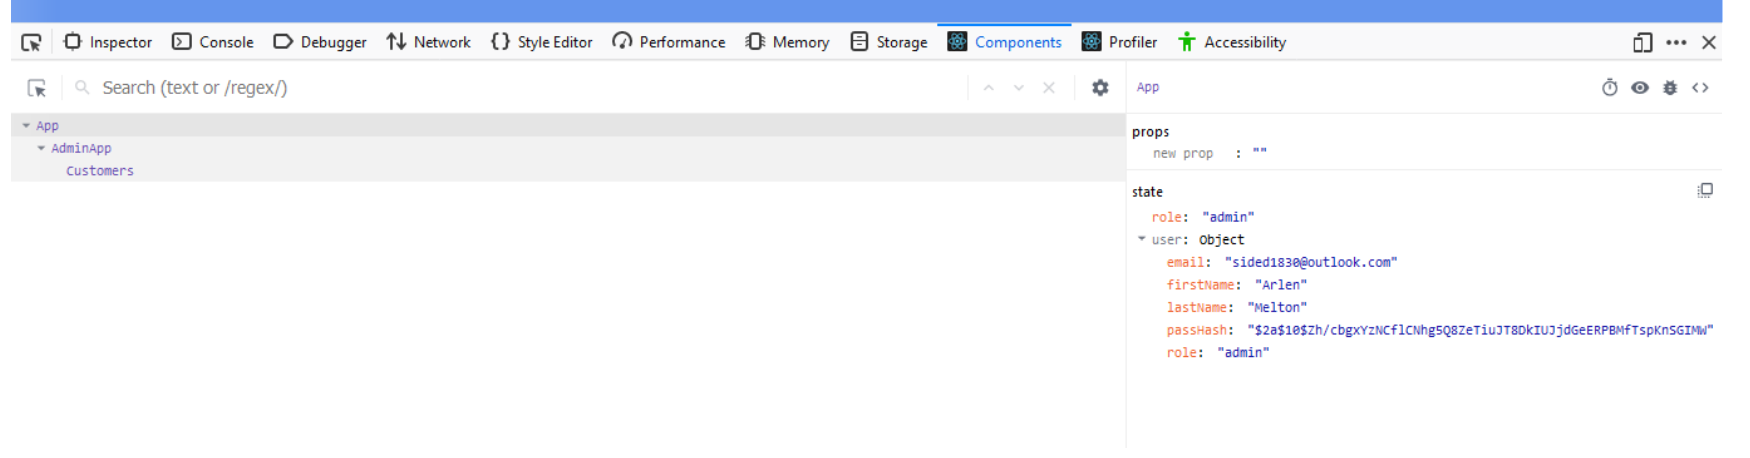 Inspector Console Debugger Network Style Editor Performance Memory Storage Components Profiler Accessibility
Search (text or /regex/)
App
AdminApp
Customers
App
props
new prop : ""
state
role: "admin"
user: Object
email: "sided1830@outlook.com"
firstName: "Arlen"
lastName: "Melton"
passHash: "$2a$10$Zh/cbgxYzNCflCNhg5Q8ZeTiuJT8DkIUJjdGeERPBMfTspKnSGIMW"
role: "admin"